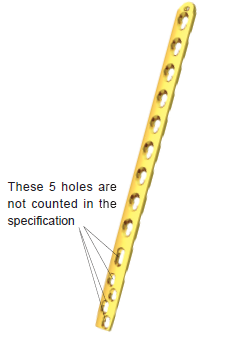 These 5 holes are
not counted in the
specification